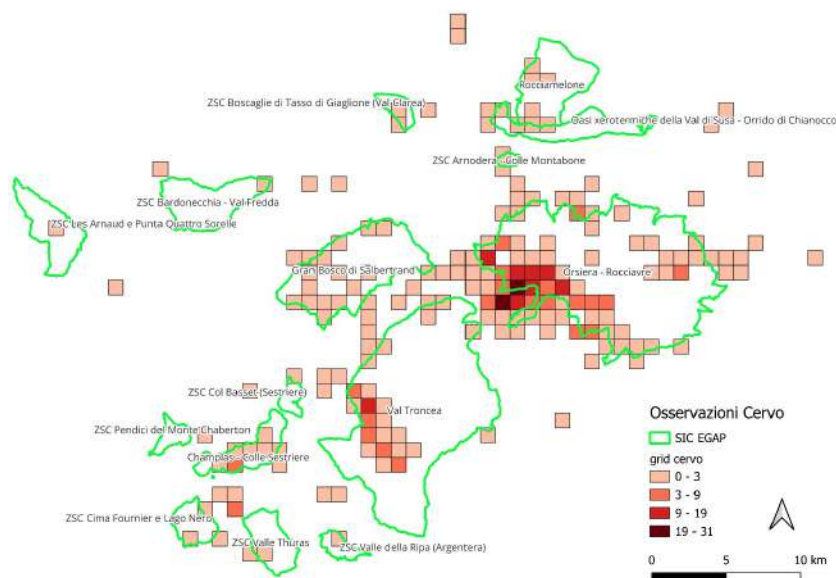 Rocciamelone
ZSC Boscaglie di Tasso di Giaglione (Val Clarea)
Oasi xerotermiche della Val di Susa - Orrido di Chianocco
ZSC Arnodera - Colle Montabone
ZSC Bardonecchia - Val Fredda
ZSC Les Arnaud e Punta Quattro Sorelle
Gran Bosco di Salbertrand
Orsiera - Rocciavrè
ZSC Col Basset (Sestriere)
Val Troncea
ZSC Pendici del Monte Chaberton
Champlas - Colle Sestriere
ZSC Cima Fournier e Lago Nero
ZSC Valle Thuras
ZSC Valle della Ripa (Argentera)
Osservazioni Cervo
SIC EGAP
grid cervo
0 - 3
3 - 9
9 - 19
19 - 31
0 5 10 km